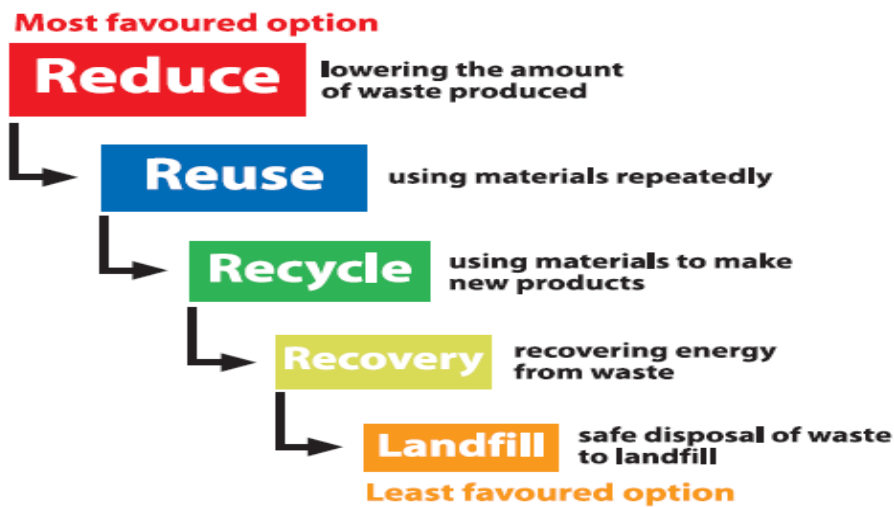 Most favoured option
Reduce
lowering the amount
of waste produced
Reuse
using materials repeatedly
Recycle
using materials to make
new products
Recovery
recovering energy
from waste
Landfill
safe disposal of waste
to landfill
Least favoured option